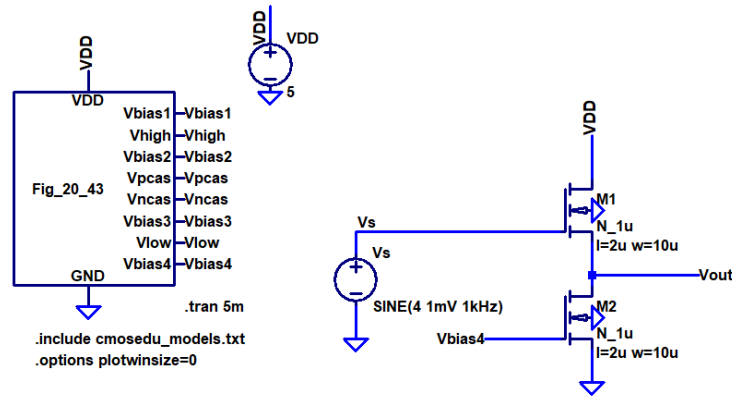 VDD
VDD
VDD
5
VDD
Vbias1
Vbias1
Vhigh
Vhigh
Vbias2
Vbias2
Fig_20_43
Vpcas
Vpcas
Vncas
Vncas
Vbias3
Vbias3
Vlow
Vlow
Vbias4
Vbias4
GND
.tran 5m
.include cmosedu_models.txt
.options plotwinsize=0
VDD
M1
N_1u
l=2u w=10u
Vs
Vs
SINE(4 1mV 1kHz)
Vout
M2
N_1u
l=2u w=10u
Vbias4